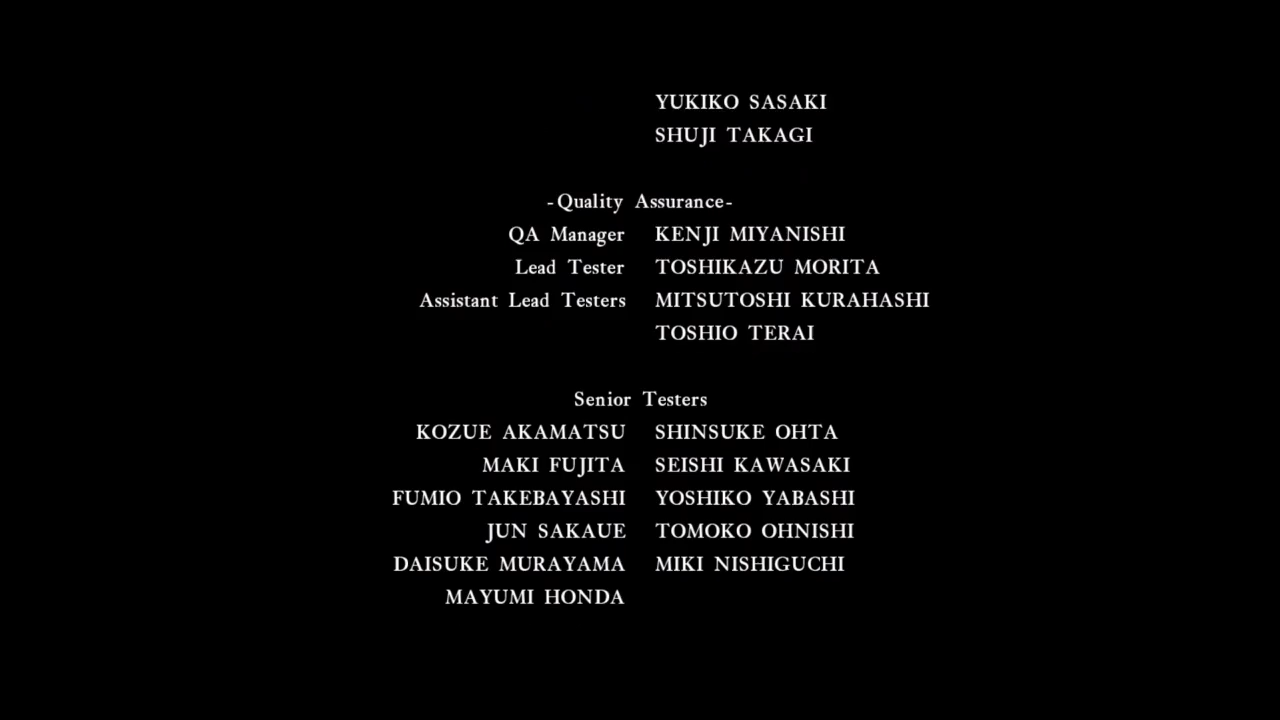 YUKIKO SASAKI
SHUJI TAKAGI
-Quality Assurance-
QA Manager KENJI MIYANISHI
Lead Tester TOSHIKAZU MORITA
Assistant Lead Testers MITSUTOSHI KURAHASHI
TOSHIO TERAI
Senior Testers
KOZUE AKAMATSU SHINSUKE OHTA
MAKI FUJITA SEISHI KAWASAKI
FUMIO TAKEBAYASHI YOSHIKO YABASHI
JUN SAKAUE TOMOKO OHNISHI
DAISUKE MURAYAMA MIKI NISHIGUCHI
MAYUMI HONDA